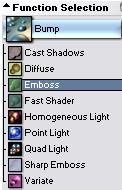 Function Selection
Bump
Cast Shadows
Diffuse
Emboss
Fast Shader
Homogeneous Light
Point Light
Quad Light
Sharp Emboss
Variate